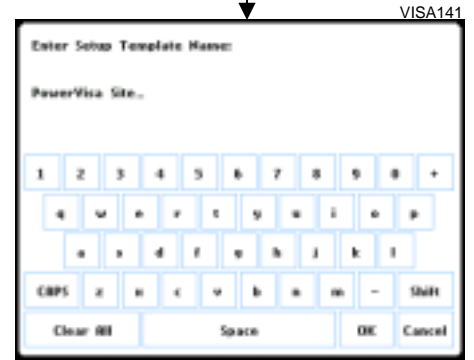 VISA141
Enter Setup Template Name:
PowerVisa Site_
1 2 3 4 5 6 7 8 9 0 +
q w e r t y u i o p
a s d f g h j k l
CAPS z x c v b n m - Shift
Clear All Space OK Cancel